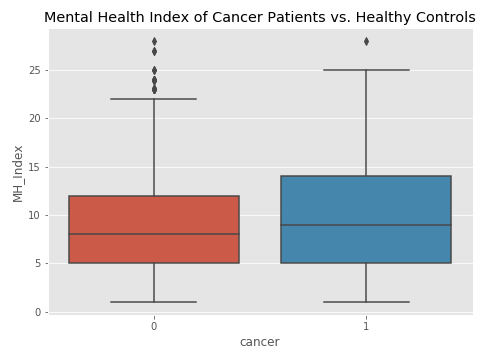 Mental Health Index of Cancer Patients vs. Healthy Controls
25
20
15
10
5
0
MH_Index
0 1
cancer